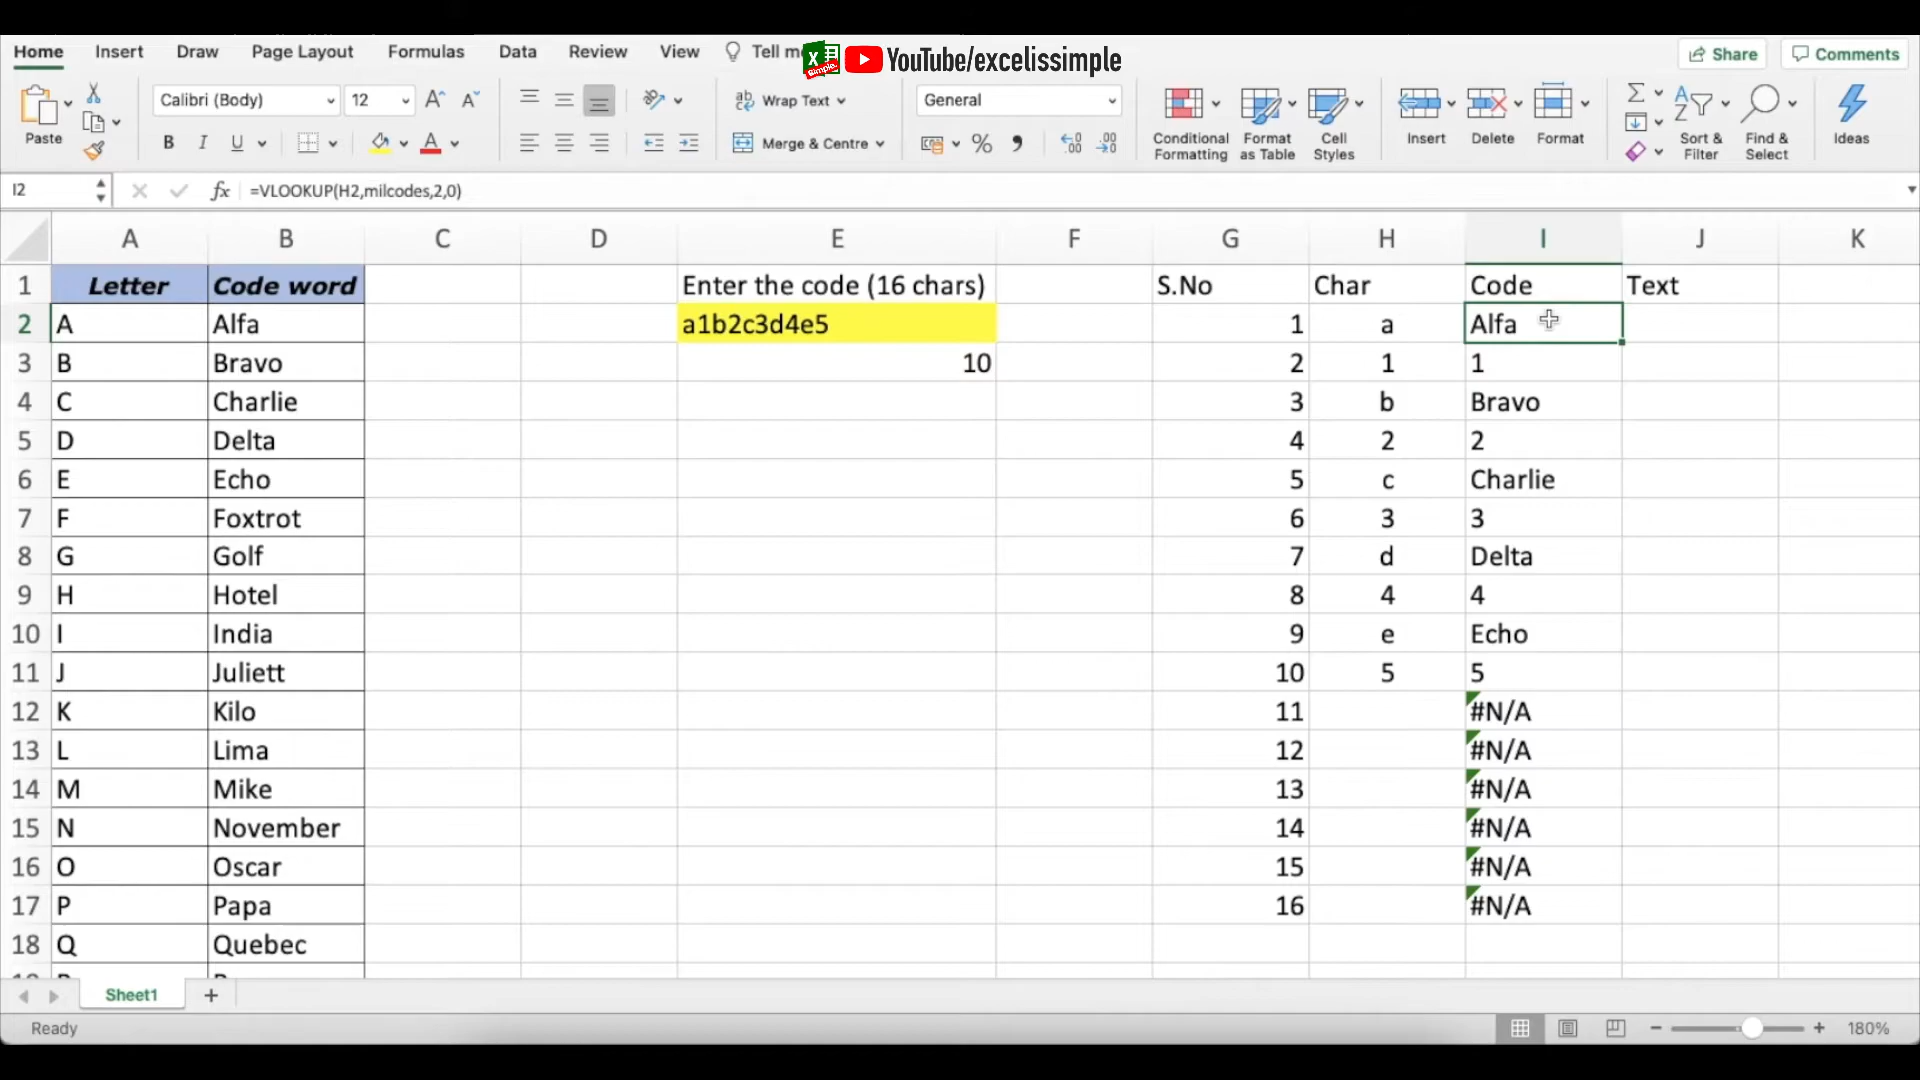 Home Insert Draw Page Layout Formulas Data Review View Tell me YouTube/excelissimple Share Comments
Simple.
Paste Calibri (Body) 12 Wrap Text General Conditional Formatting Format as Table Cell Styles Insert Delete Format Sort & Filter Find & Select Ideas
B I U Merge & Centre
I2 fx =VLOOKUP(H2,milcodes,2,0)
A B C D E F G H I J K
1 Letter Code word Enter the code (16 chars) S.No Char Code Text
2 A Alfa a1b2c3d4e5 1 a Alfa
3 B Bravo 10 2 1 1
4 C Charlie 3 b Bravo
5 D Delta 4 2 2
6 E Echo 5 c Charlie
7 F Foxtrot 6 3 3
8 G Golf 7 d Delta
9 H Hotel 8 4 4
10 I India 9 e Echo
11 J Juliett 10 5 5
12 K Kilo 11 #N/A
13 L Lima 12 #N/A
14 M Mike 13 #N/A
15 N November 14 #N/A
16 O Oscar 15 #N/A
17 P Papa 16 #N/A
18 Q Quebec
Sheet1 +
Ready 180%